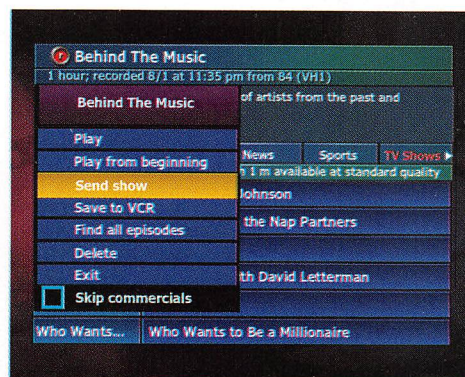 Behind The Music
1 hour; recorded 8/1 at 11:35 pm from 84 (VH1)
Behind The Music
of artists from the past and
Play
Play from beginning
News Sports TV Shows
1 m available at standard quality
Send show
Johnson
Save to VCR
the Nap Partners
Find all episodes
Delete
Exit
th David Letterman
Skip commercials
Who Wants.... Who Wants to Be a Millionaire